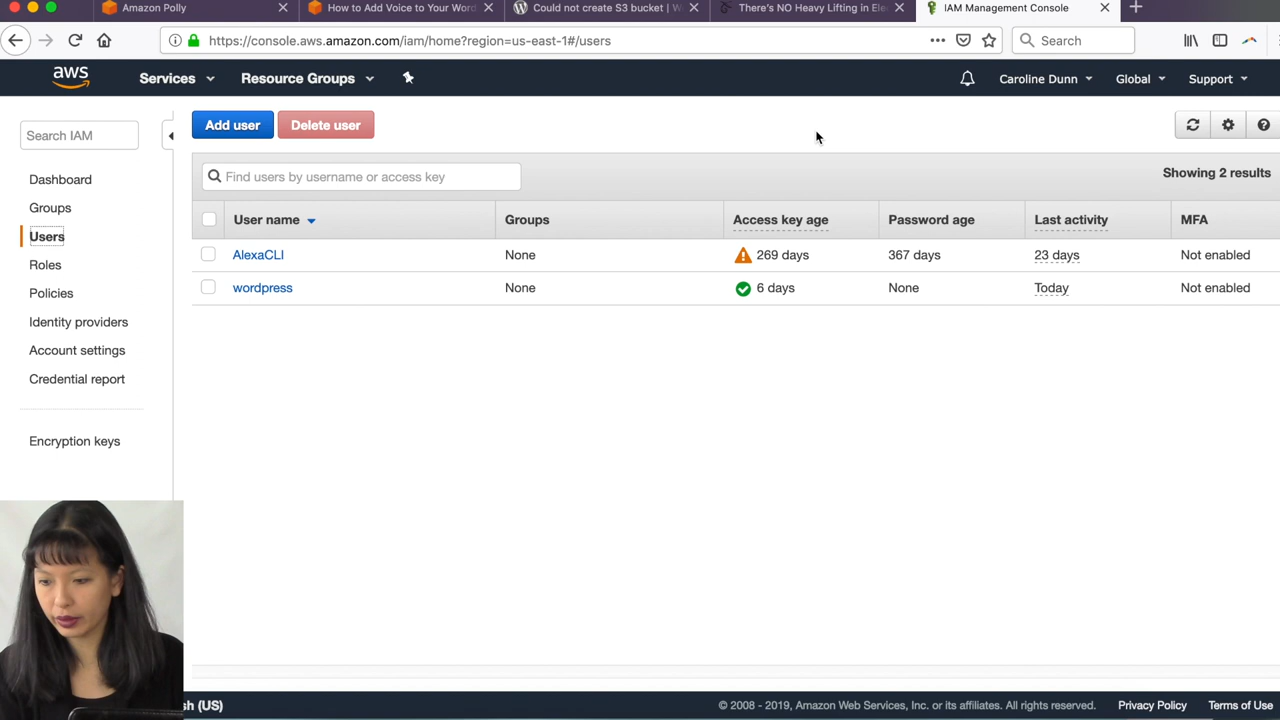 Amazon Polly
How to Add Voice to Your Word
Could not create S3 bucket | W
There's NO Heavy Lifting in Ele
IAM Management Console
https://console.aws.amazon.com/iam/home?region=us-east-1#/users
Search
aws
Services
Resource Groups
Caroline Dunn
Global
Support
Search IAM
Add user
Delete user
Dashboard
Groups
Users
Roles
Policies
Identity providers
Account settings
Credential report
Encryption keys
Find users by username or access key
Showing 2 results
User name Groups Access key age Password age Last activity MFA
AlexaCLI None 269 days 367 days 23 days Not enabled
wordpress None 6 days None Today Not enabled
sh (US)
© 2008 - 2019, Amazon Web Services, Inc. or its affiliates. All rights reserved.
Privacy Policy
Terms of Use